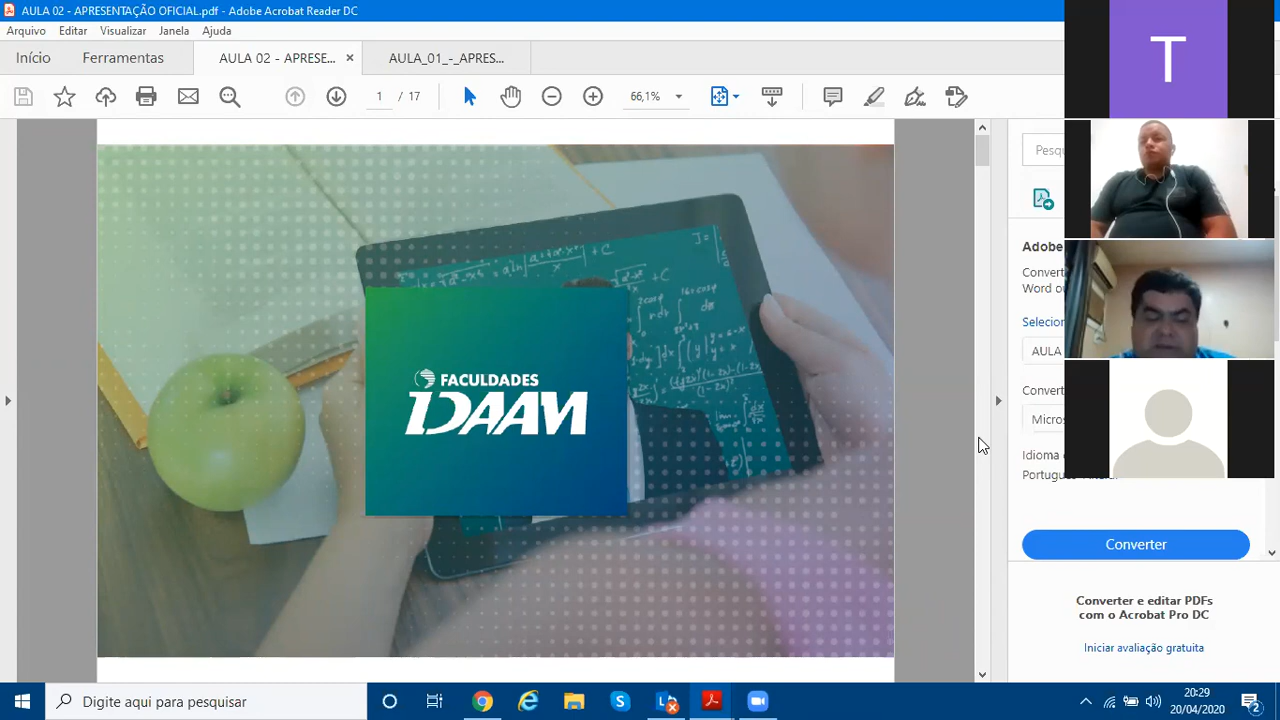 AULA 02 - APRESENTAÇÃO OFICIAL.pdf - Adobe Acrobat Reader DC
Arquivo Editar Visualizar Janela Ajuda
Início Ferramentas AULA 02 - APRESE... × AULA_01_-_APRES...
1 / 17 66,1%
T
Adobe
Convert
Word ou
Selecion
AULA
Convert
Micros
Idioma
Converter
Converter e editar PDFs
com o Acrobat Pro DC
Iniciar avaliação gratuita
FACULDADES
IDAAM
Digite aqui para pesquisar
20:29
20/04/2020
2